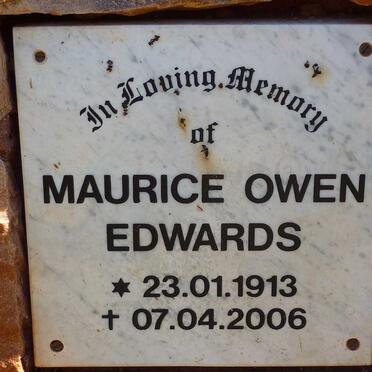 In Loving Memory
of
MAURICE OWEN
EDWARDS
✶ 23.01.1913
† 07.04.2006